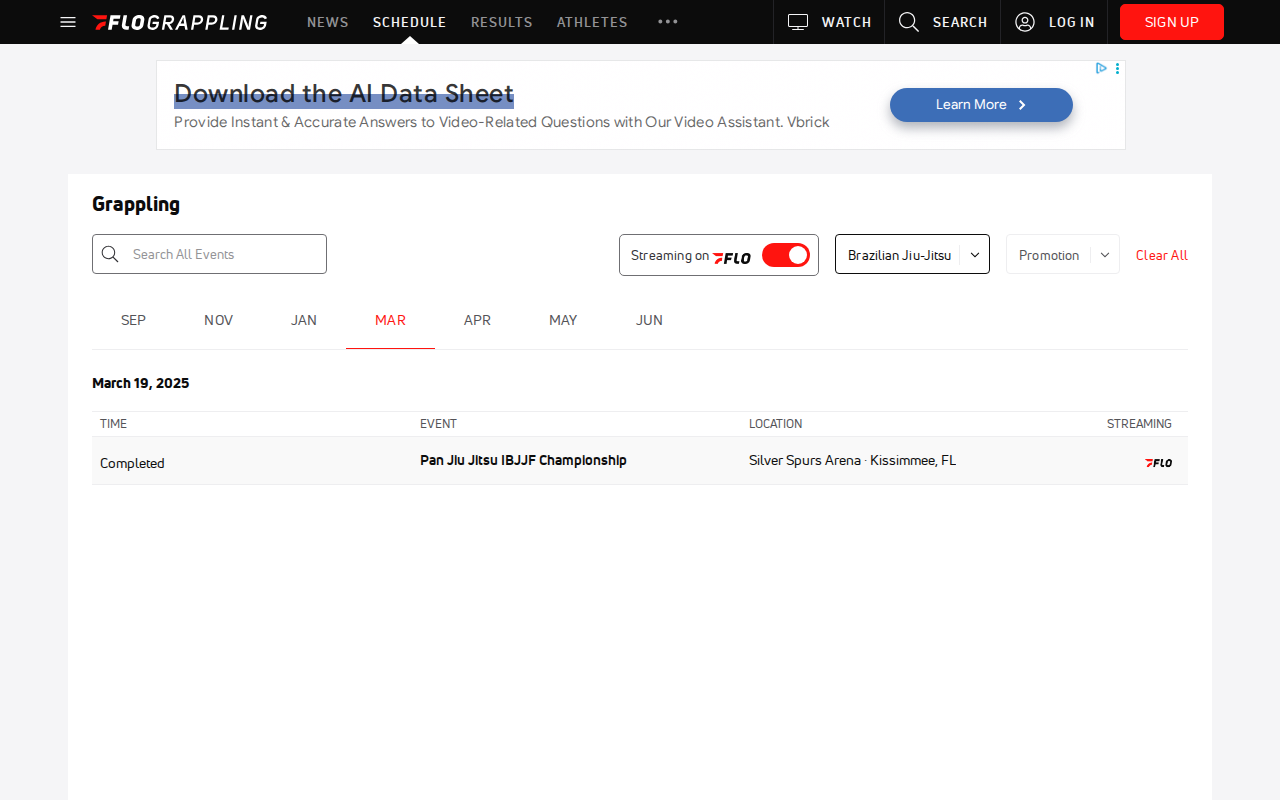 FLOGRAPPLING NEWS SCHEDULE RESULTS ATHLETES WATCH SEARCH LOG IN SIGN UP
Download the AI Data Sheet
Provide Instant & Accurate Answers to Video-Related Questions with Our Video Assistant. Vbrick
Learn More
Grappling
Search All Events Streaming on FLO Brazilian Jiu-Jitsu Promotion Clear All
SEP NOV JAN MAR APR MAY JUN
March 19, 2025
TIME EVENT LOCATION STREAMING
Completed Pan Jiu Jitsu IBJJF Championship Silver Spurs Arena · Kissimmee, FL FLO